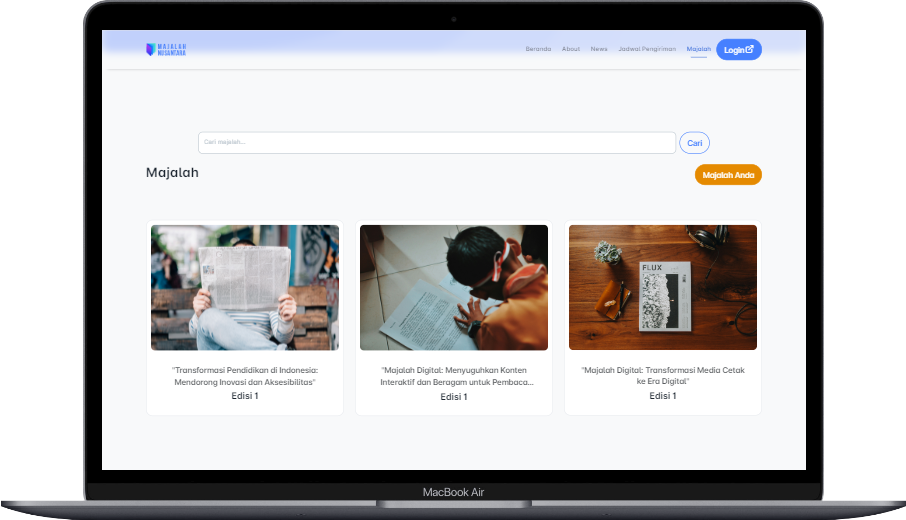 MAJALAH
NUSANTARA
Beranda About News Jadwal Pengiriman Majalah Login
Cari majalah...
Cari
Majalah
Majalah Anda
FLUX
"Transformasi Pendidikan di Indonesia:
Mendorong Inovasi dan Aksesibilitas"
Edisi 1
"Majalah Digital: Menyuguhkan Konten
Interaktif dan Beragam untuk Pembaca...
Edisi 1
"Majalah Digital: Transformasi Media Cetak
ke Era Digital"
Edisi 1
MacBook Air